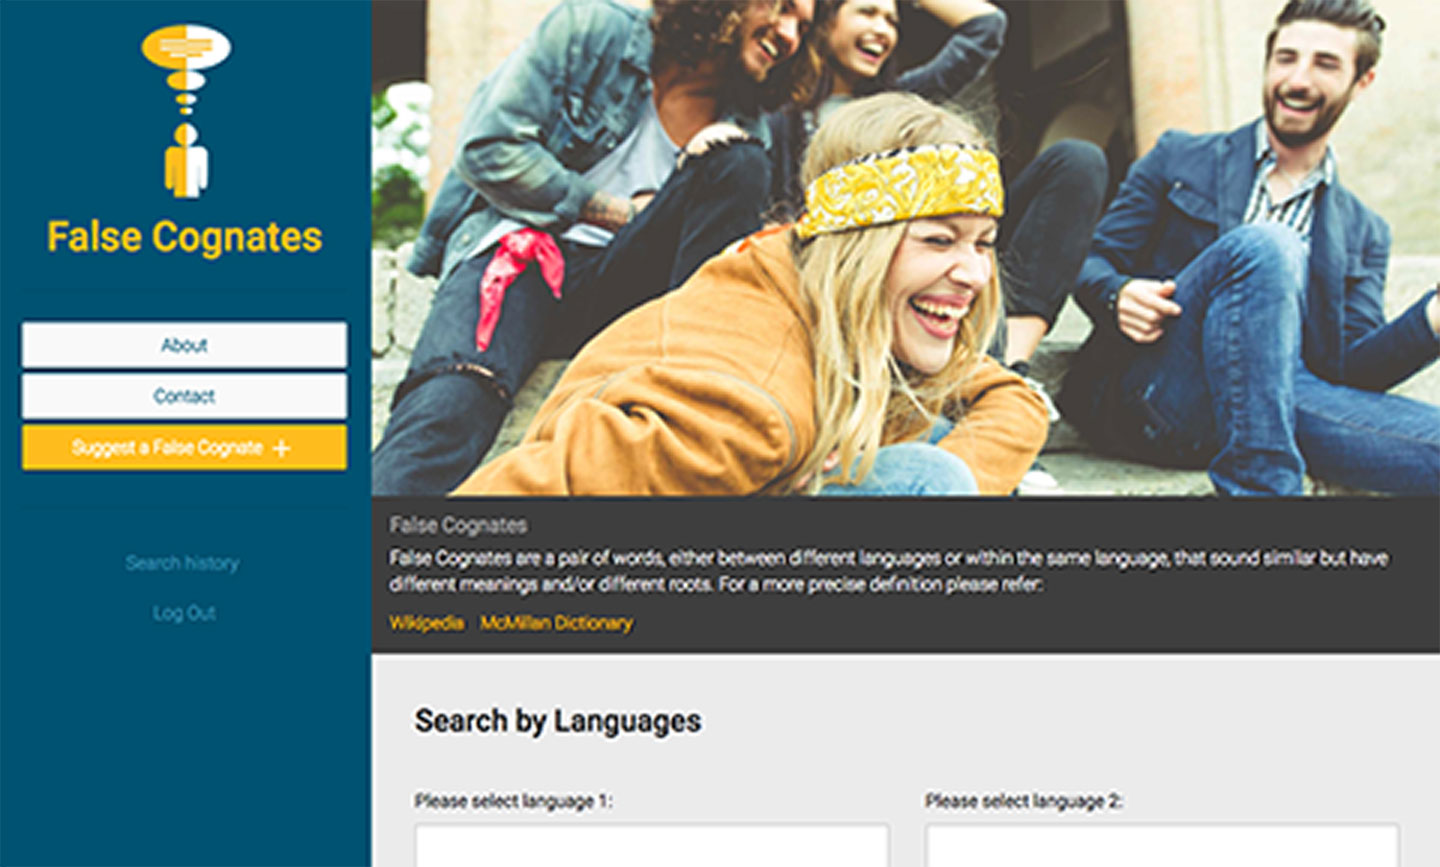 False Cognates
About
Contact
Suggest a False Cognate +
Search history
Log Out
False Cognates
False Cognates are a pair of words, either between different languages or within the same language, that sound similar but have
different meanings and/or different roots. For a more precise definition please refer:
Wikipedia McMillan Dictionary
Search by Languages
Please select language 1:
Please select language 2: